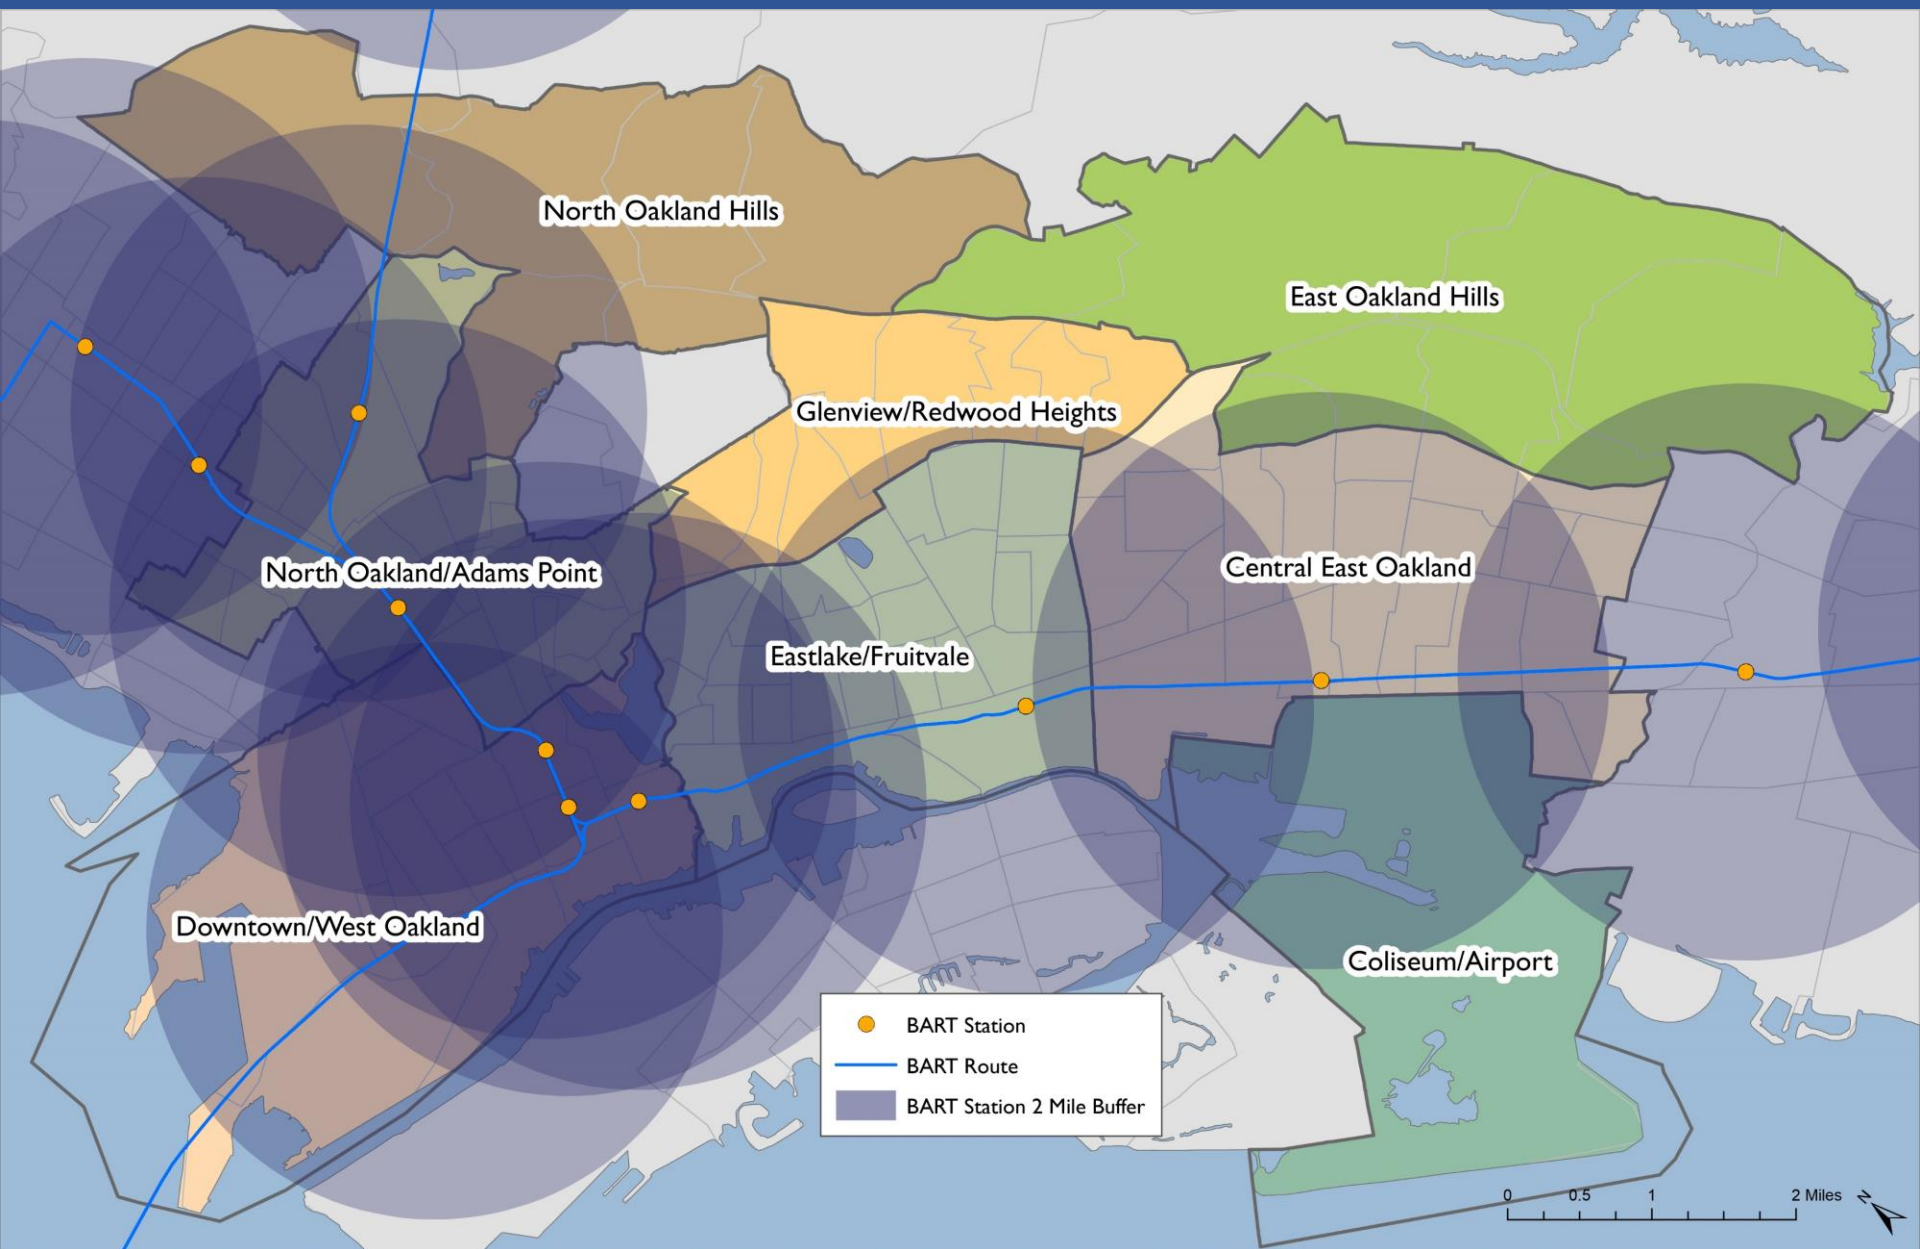 North Oakland Hills
East Oakland Hills
Glenview/Redwood Heights
North Oakland/Adams Point
Central East Oakland
Eastlake/Fruitvale
Downtown/West Oakland
Coliseum/Airport
BART Station
BART Route
BART Station 2 Mile Buffer
0 0.5 1 2 Miles
N